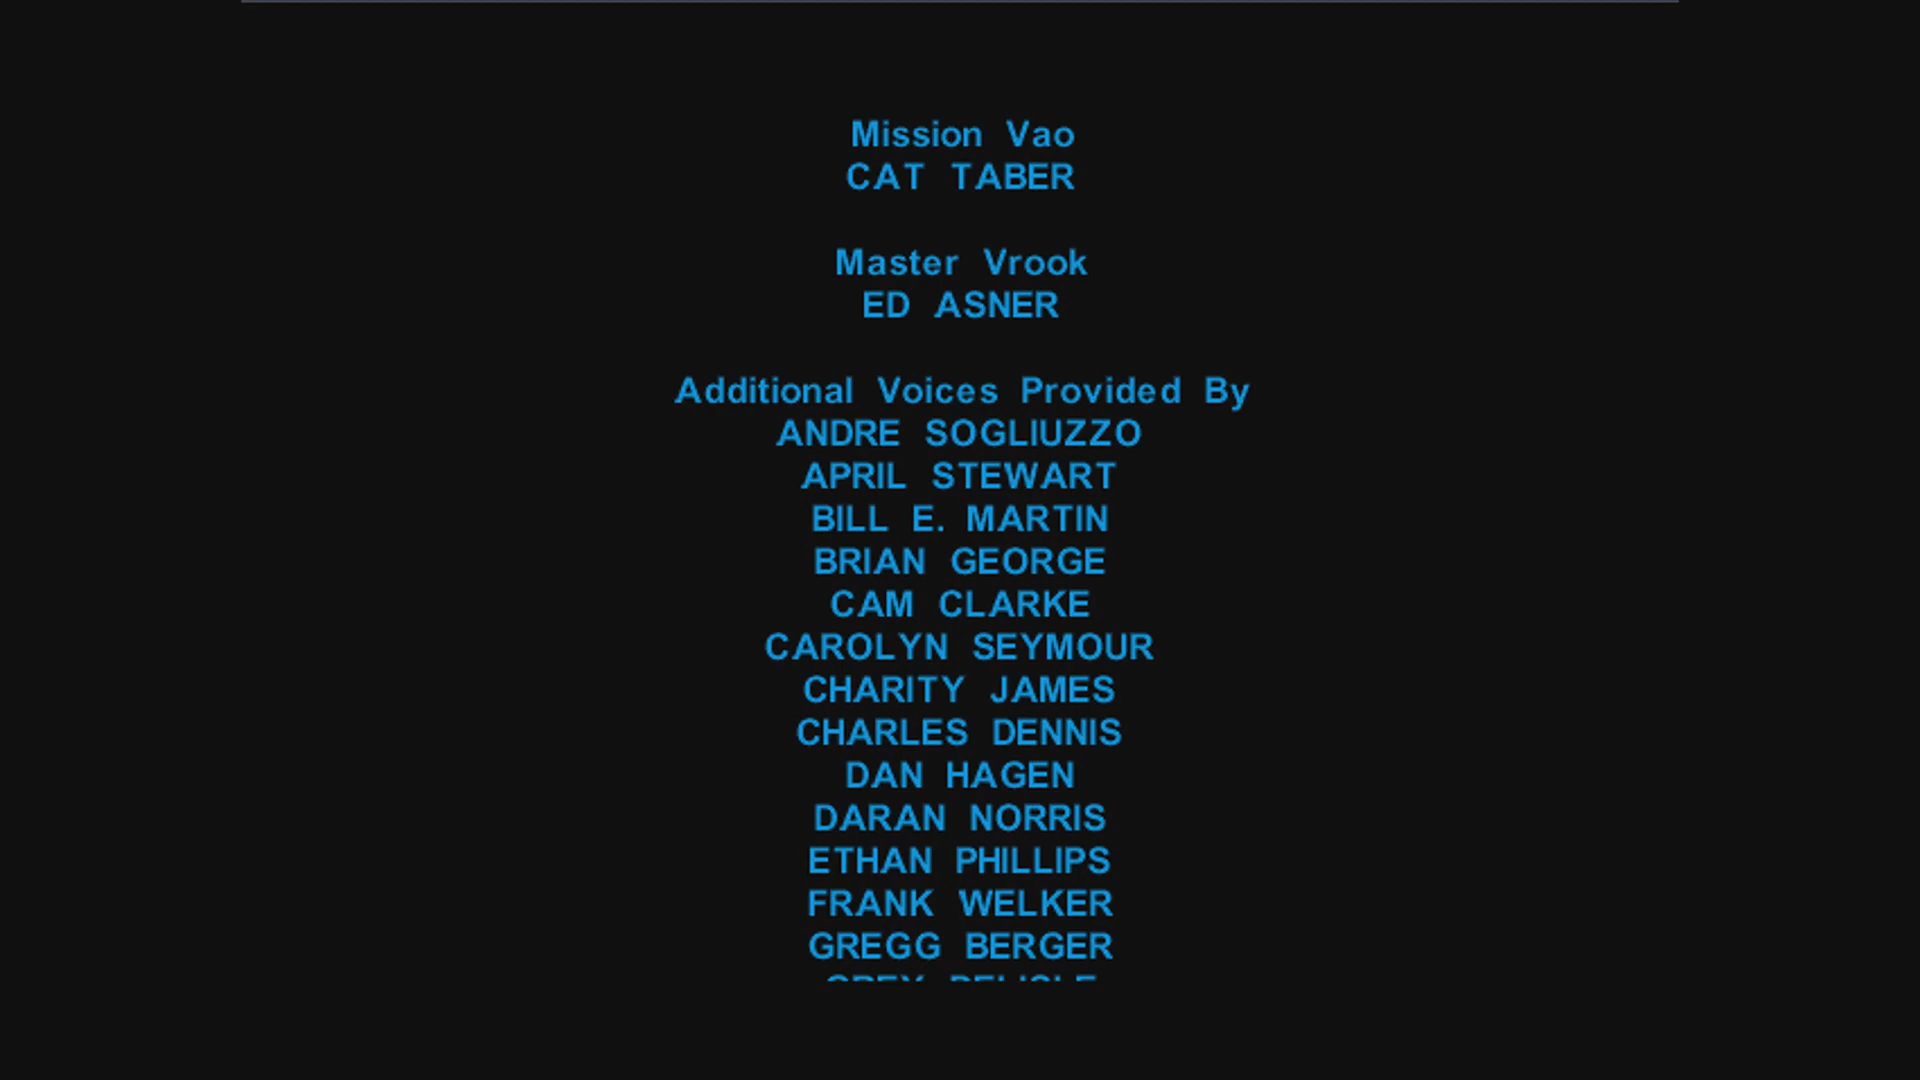 Mission Vao
CAT TABER
Master Vrook
ED ASNER
Additional Voices Provided By
ANDRE SOGLIUZZO
APRIL STEWART
BILL E. MARTIN
BRIAN GEORGE
CAM CLARKE
CAROLYN SEYMOUR
CHARITY JAMES
CHARLES DENNIS
DAN HAGEN
DARAN NORRIS
ETHAN PHILLIPS
FRANK WELKER
GREGG BERGER